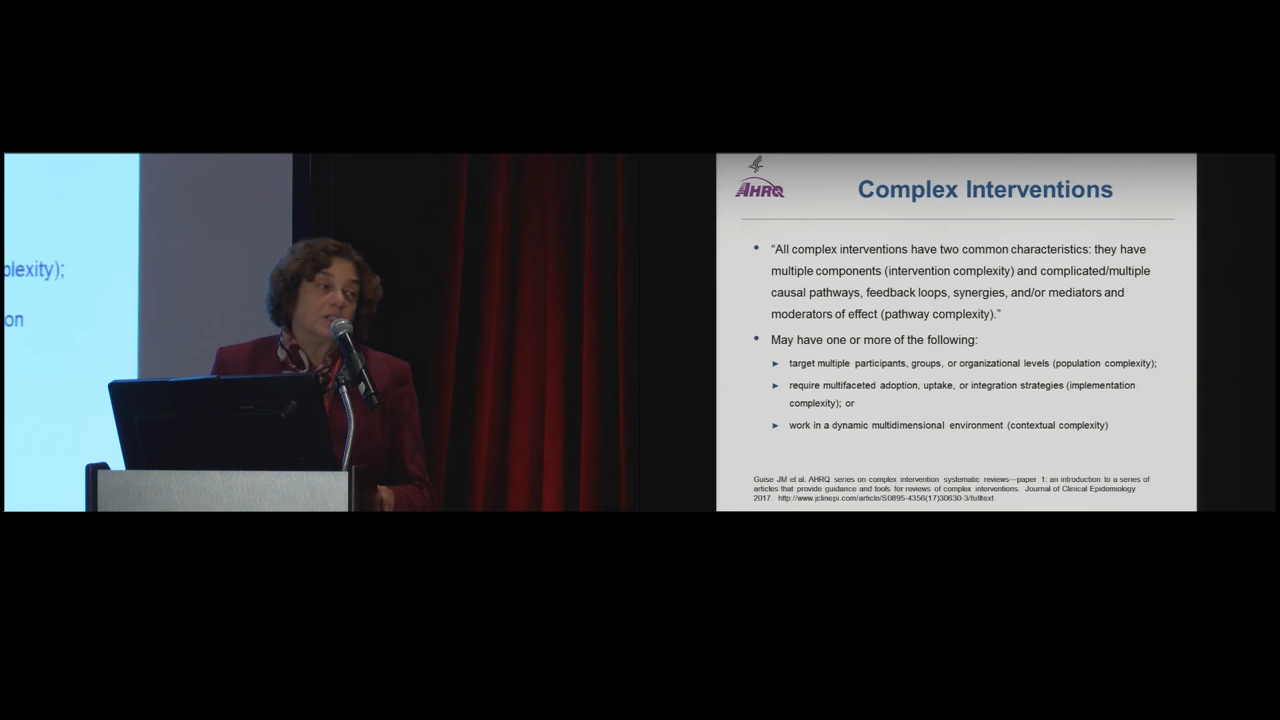 plexity);
on
AHRQ
Complex Interventions
• “All complex interventions have two common characteristics: they have
multiple components (intervention complexity) and complicated/multiple
causal pathways, feedback loops, synergies, and/or mediators and
moderators of effect (pathway complexity).”
• May have one or more of the following:
► target multiple participants, groups, or organizational levels (population complexity);
► require multifaceted adoption, uptake, or integration strategies (implementation
complexity); or
► work in a dynamic multidimensional environment (contextual complexity)
Guise JM et al. AHRQ series on complex intervention systematic reviews—paper 1: an introduction to a series of
articles that provide guidance and tools for reviews of complex interventions. Journal of Clinical Epidemiology
2017. http://www.jclinepi.com/article/S0895-4356(17)30630-3/fulltext